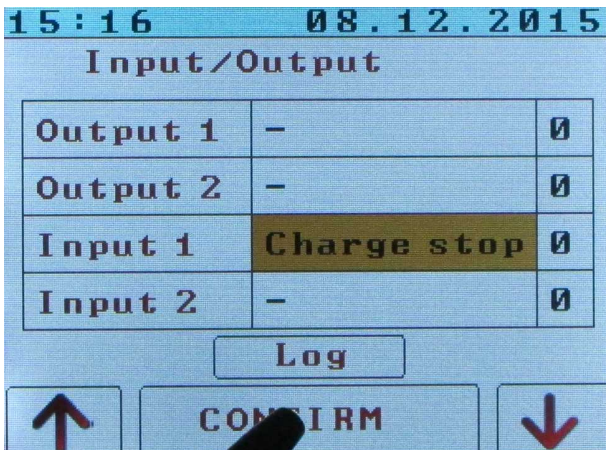 15:16 08.12.2015
Input/Output
Output 1 - 0
Output 2 - 0
Input 1 Charge stop 0
Input 2 - 0
Log
CONFIRM